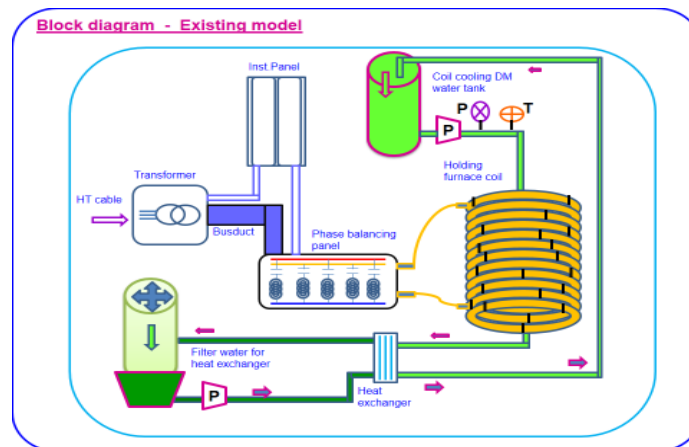 Block diagram - Existing model
Inst Panel
Coil cooling DM
water tank
P
T
P
Holding
furnace coil
Transformer
HT cable
Busduct
Phase balancing
panel
Filter water for
heat exchanger
P
Heat
exchanger